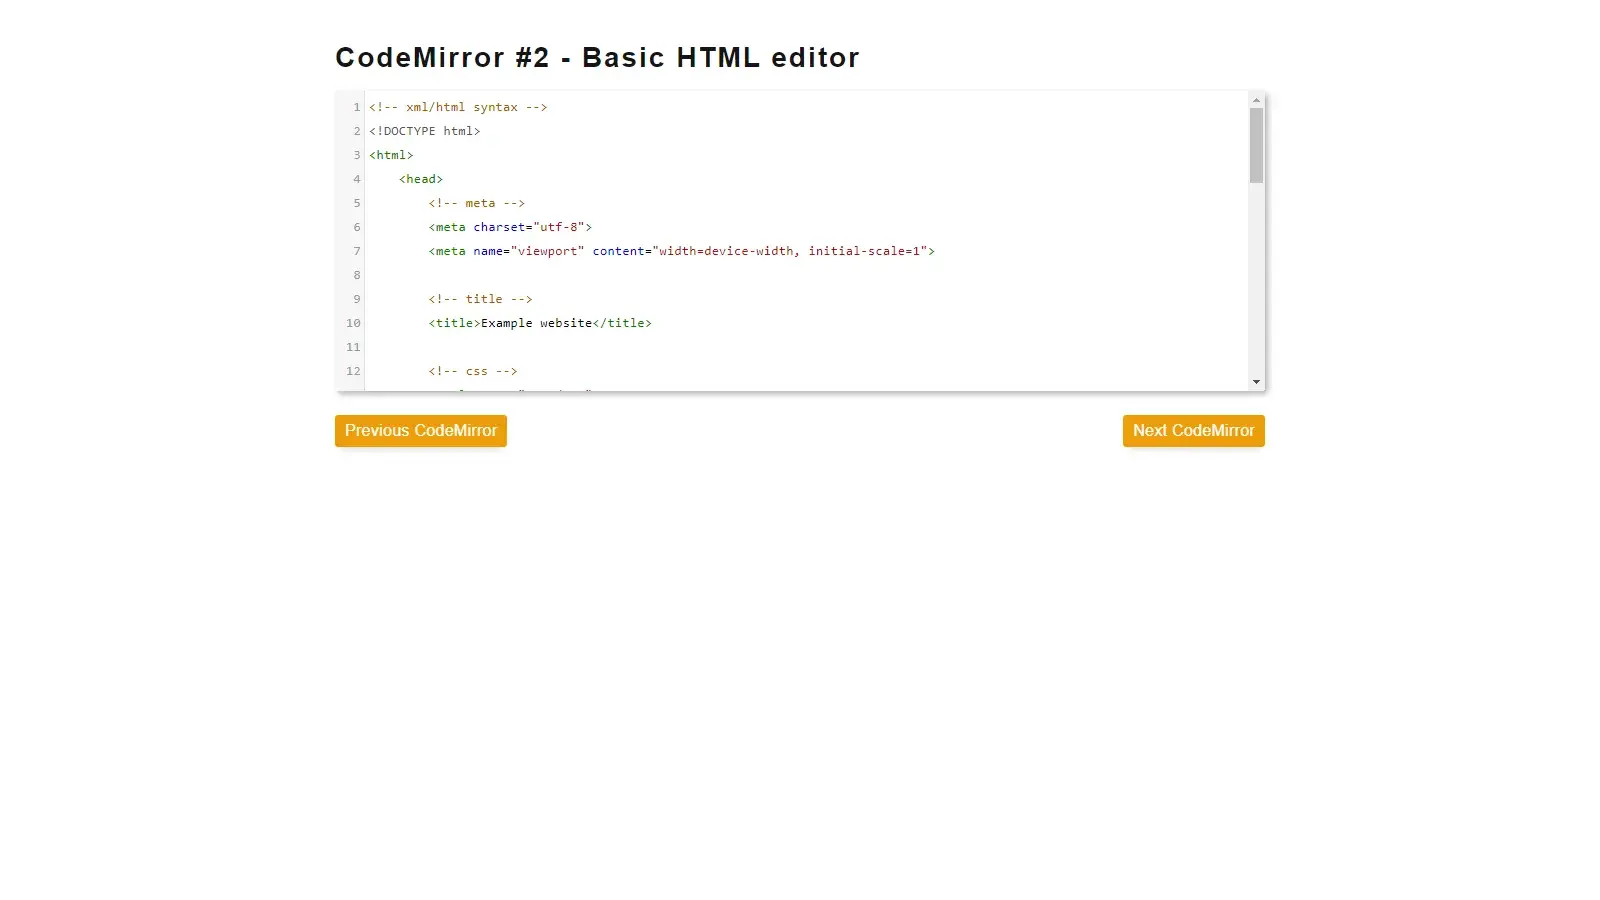 CodeMirror #2 - Basic HTML editor
1 <!-- xml/html syntax -->
2 <!DOCTYPE html>
3 <html>
4     <head>
5         <!-- meta -->
6         <meta charset="utf-8">
7         <meta name="viewport" content="width=device-width, initial-scale=1">
8
9         <!-- title -->
10         <title>Example website</title>
11
12         <!-- css -->
Previous CodeMirror
Next CodeMirror